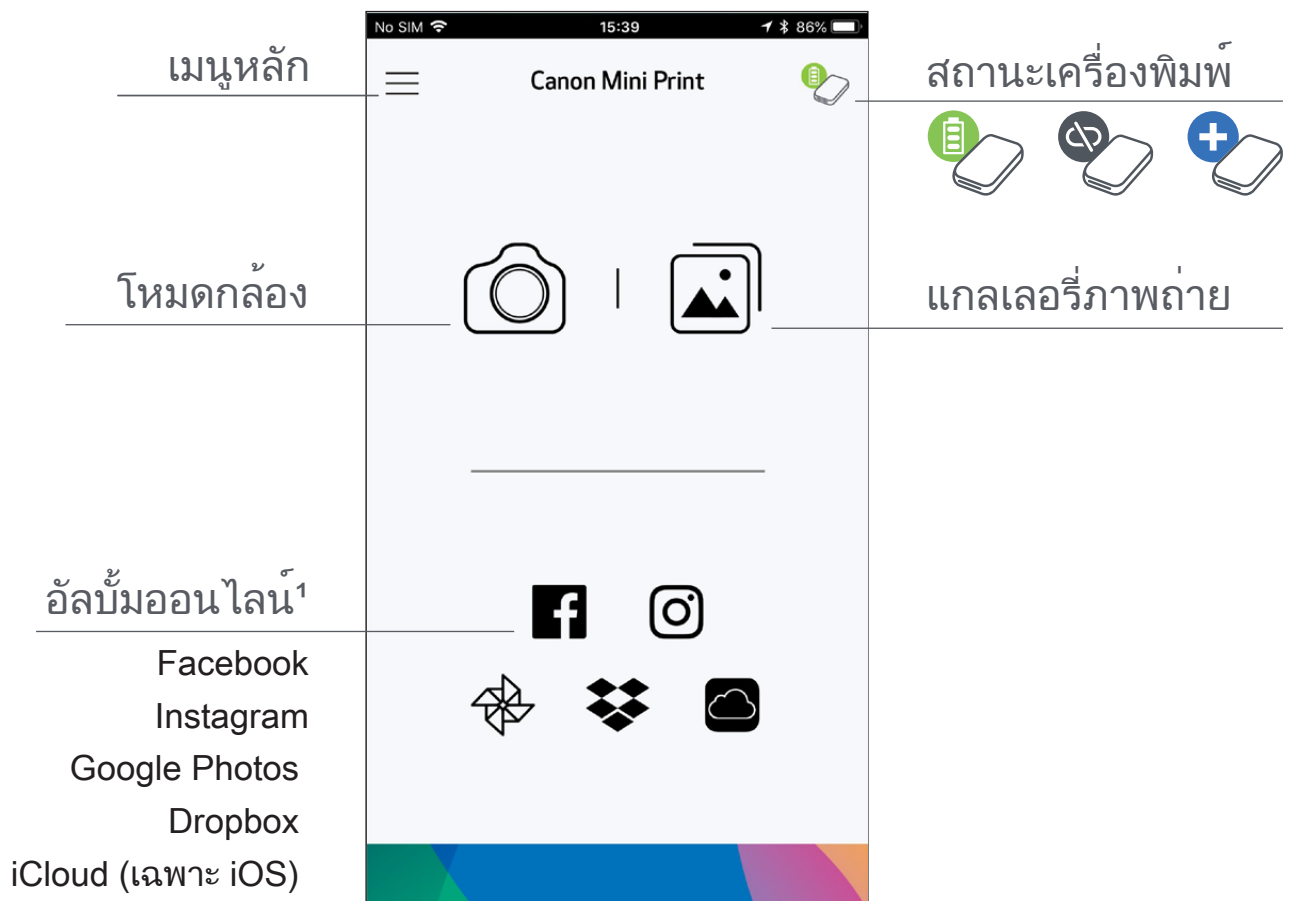 No SIM 15:39 86%
เมนูหลัก
Canon Mini Print
สถานะเครื่องพิมพ์
โหมดกล้อง
แกลเลอรี่ภาพถ่าย
อัลบั้มออนไลน์¹
Facebook
Instagram
Google Photos
Dropbox
iCloud (เฉพาะ iOS)